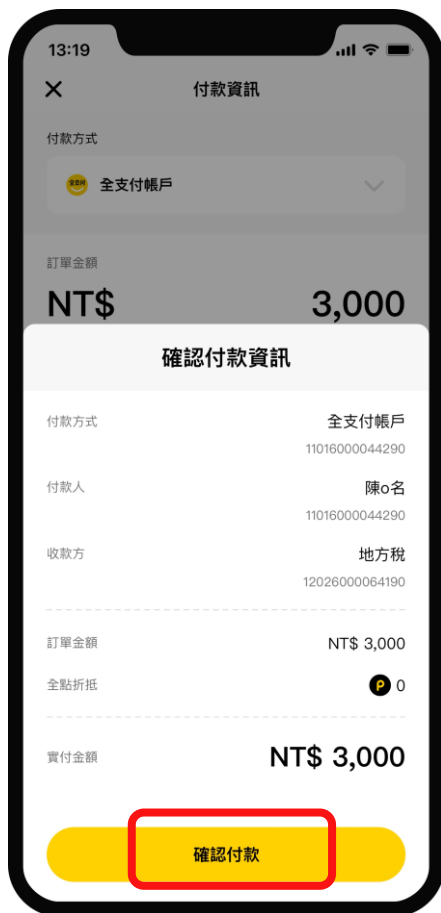 13:19
付款資訊
付款方式
全支付 全支付帳戶
訂單金額
NT$ 3,000
確認付款資訊
付款方式 全支付帳戶
11016000044290
付款人 陳o名
11016000044290
收款方 地方稅
12026000064190
訂單金額 NT$ 3,000
全點折抵 P 0
實付金額 NT$ 3,000
確認付款